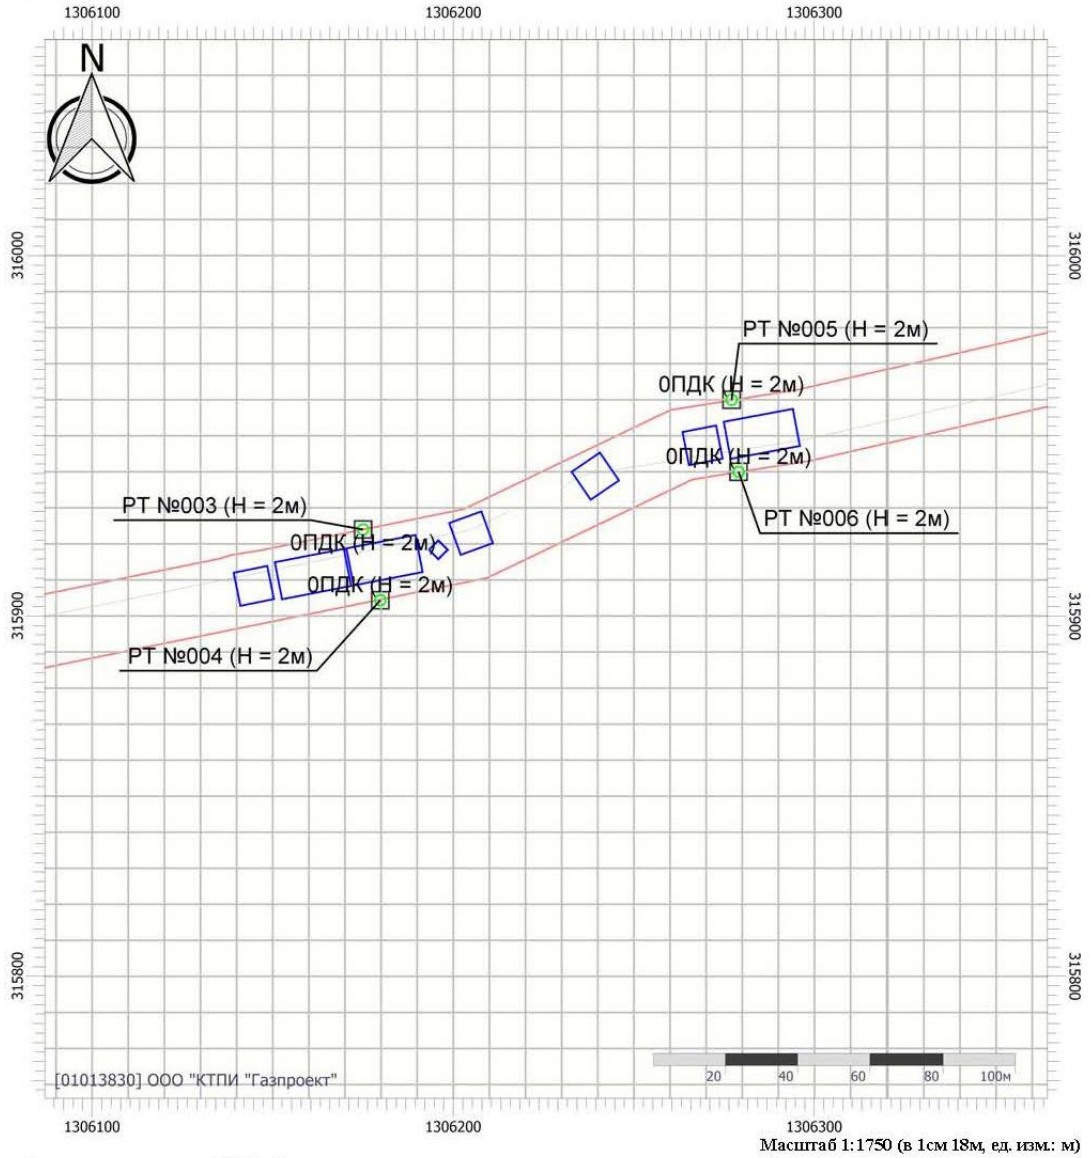 1306100 1306200 1306300
N
316000 316000
РТ №005 (Н = 2м)
0ПДК (Н = 2м)
0ПДК (Н = 2м)
РТ №003 (Н = 2м)
РТ №006 (Н = 2м)
0ПДК (Н = 2м)
0ПДК (Н = 2м)
315900 315900
РТ №004 (Н = 2м)
315800 315800
[01013830] ООО "КТПИ "Газпроект"
20 40 60 80 100м
1306100 1306200 1306300
Масштаб 1:1750 (в 1см 18м, ед. изм.: м)